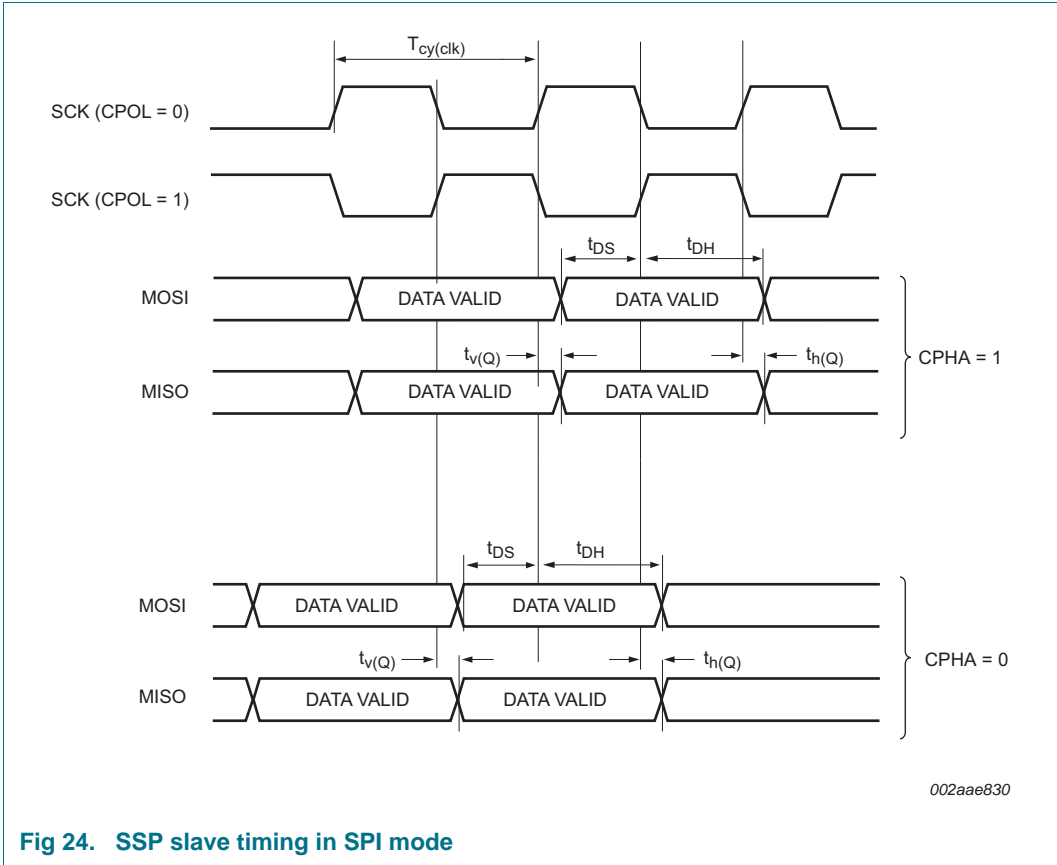 Tcy(clk)
SCK (CPOL = 0)
SCK (CPOL = 1)
tDS tDH
MOSI DATA VALID DATA VALID
tv(Q) th(Q) CPHA = 1
MISO DATA VALID DATA VALID
tDS tDH
MOSI DATA VALID DATA VALID
tv(Q) th(Q) CPHA = 0
MISO DATA VALID DATA VALID
002aae830
Fig 24. SSP slave timing in SPI mode